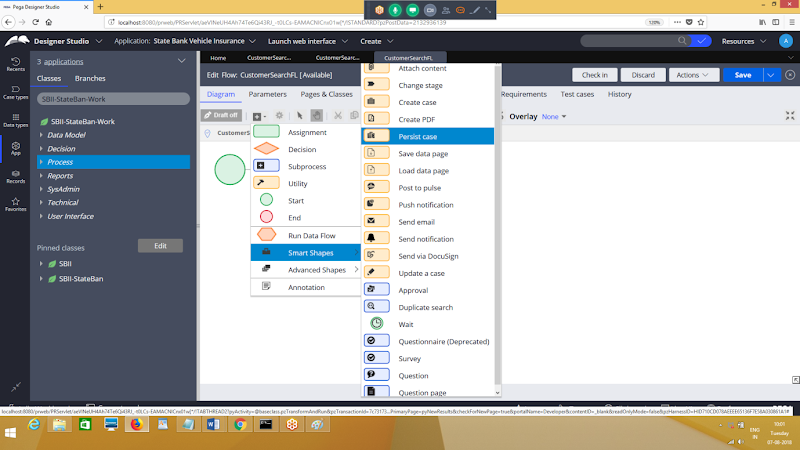 Pega Designer Studio
localhost:8080/prweb/PRServlet/aeVINeUH4Ah74Te6Qi43RJ_-t0LCs-EAMACNICnx01w[*/!STANDARD?pzPostData=2132936139
120%
Designer Studio
Application: State Bank Vehicle Insurance
Launch web interface
Create
Resources
A
3 applications
Classes
Branches
SBII-StateBan-Work
SBII-StateBan-Work
Data Model
Decision
Process
Reports
SysAdmin
Technical
User Interface
Pinned classes
Edit
SBII
SBII-StateBan
Recents
Case types
Data types
App
Records
Favorites
Home
CustomerSearc...
CustomerSearc...
CustomerSearchFL
Edit Flow: CustomerSearchFL [Available]
Check in
Discard
Actions
Save
Diagram
Parameters
Pages & Classes
Requirements
Test cases
History
Draft off
Overlay
None
CustomerS
Assignment
Decision
Subprocess
Utility
Start
End
Run Data Flow
Smart Shapes
Advanced Shapes
Annotation
Attach content
Change stage
Create case
Create PDF
Persist case
Save data page
Load data page
Post to pulse
Push notification
Send email
Send notification
Send via DocuSign
Update a case
Approval
Duplicate search
Wait
Questionnaire (Deprecated)
Survey
Question
Question page
ENG
IN
10:01
Tuesday
07-08-2018